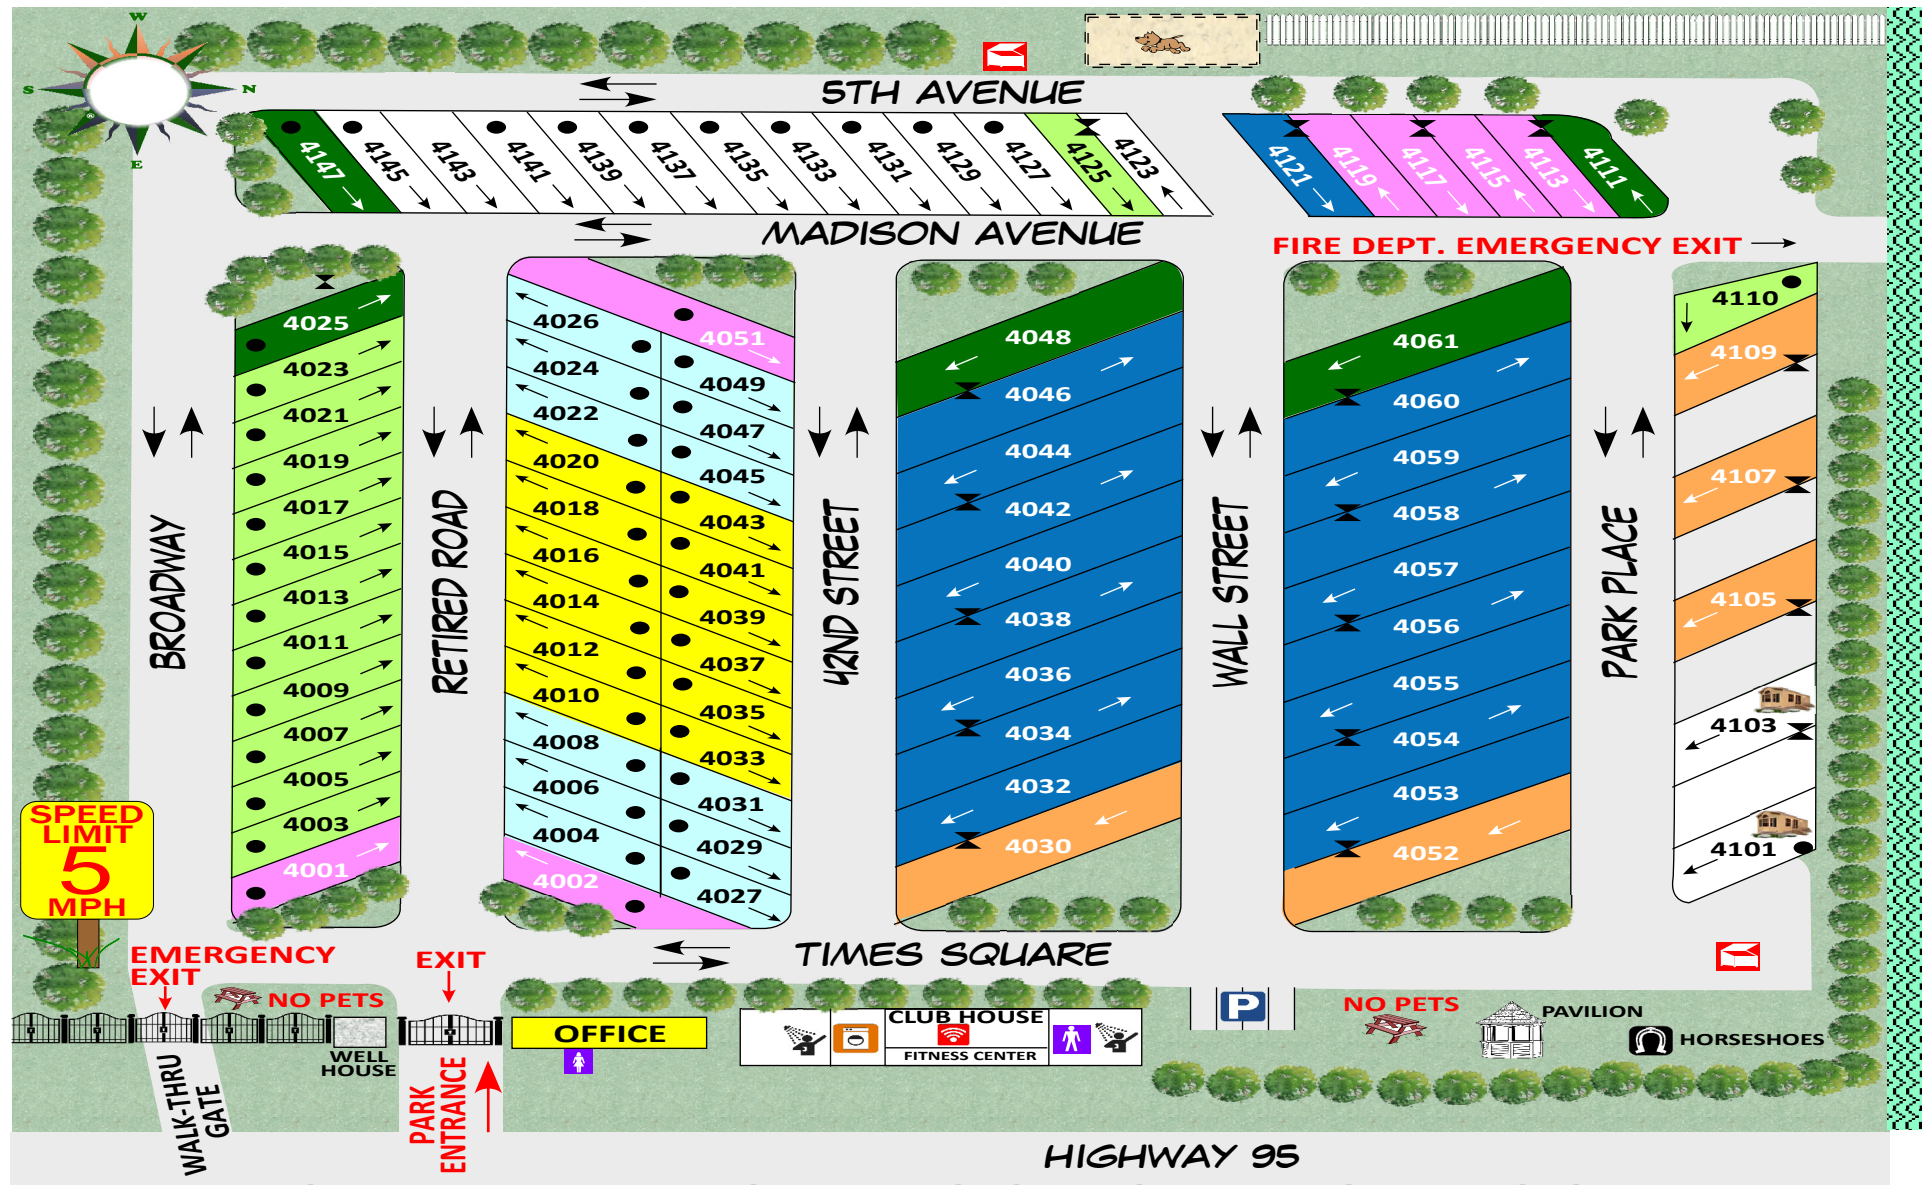 W
S
N
E
5TH AVENUE
4147
4145
4143
4141
4139
4137
4135
4133
4131
4129
4127
4125
4123
4121
4119
4117
4115
4113
4111
MADISON AVENUE
FIRE DEPT. EMERGENCY EXIT
BROADWAY
4025
4023
4021
4019
4017
4015
4013
4011
4009
4007
4005
4003
4001
RETIRED ROAD
4026
4024
4022
4020
4018
4016
4014
4012
4010
4008
4006
4004
4002
4051
4049
4047
4045
4043
4041
4039
4037
4035
4033
4031
4029
4027
42ND STREET
4048
4046
4044
4042
4040
4038
4036
4034
4032
4030
WALL STREET
4061
4060
4059
4058
4057
4056
4055
4054
4053
4052
PARK PLACE
4110
4109
4107
4105
4103
4101
SPEED
LIMIT
5
MPH
TIMES SQUARE
EMERGENCY
EXIT
NO PETS
EXIT
WELL
HOUSE
OFFICE
CLUB HOUSE
FITNESS CENTER
P
NO PETS
PAVILION
HORSESHOES
WALK-THRU
GATE
PARK
ENTRANCE
HIGHWAY 95